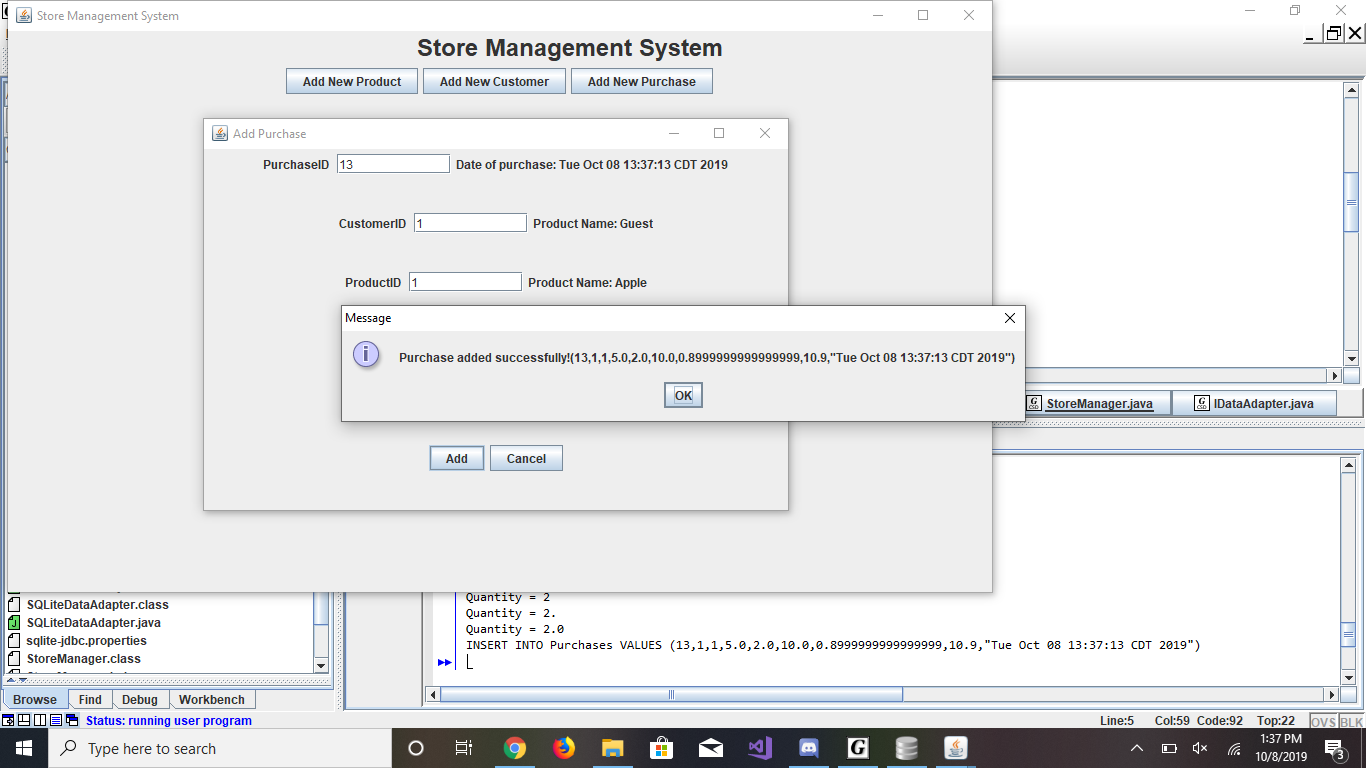 Store Management System
Store Management System
Add New Product Add New Customer Add New Purchase
Add Purchase
PurchaseID 13 Date of purchase: Tue Oct 08 13:37:13 CDT 2019
CustomerID 1 Product Name: Guest
ProductID 1 Product Name: Apple
Message
i Purchase added successfully!(13,1,1,5.0,2.0,10.0,0.8999999999999999,10.9,"Tue Oct 08 13:37:13 CDT 2019")
OK
Add Cancel
StoreManager.java IDataAdapter.java
SQLiteDataAdapter.class
SQLiteDataAdapter.java
sqlite-jdbc.properties
StoreManager.class
Quantity = 2
Quantity = 2.
Quantity = 2.0
INSERT INTO Purchases VALUES (13,1,1,5.0,2.0,10.0,0.8999999999999999,10.9,"Tue Oct 08 13:37:13 CDT 2019")
Browse Find Debug Workbench
Status: running user program
Line:5 Col:59 Code:92 Top:22 OVS BLK
Type here to search
1:37 PM
10/8/2019
3